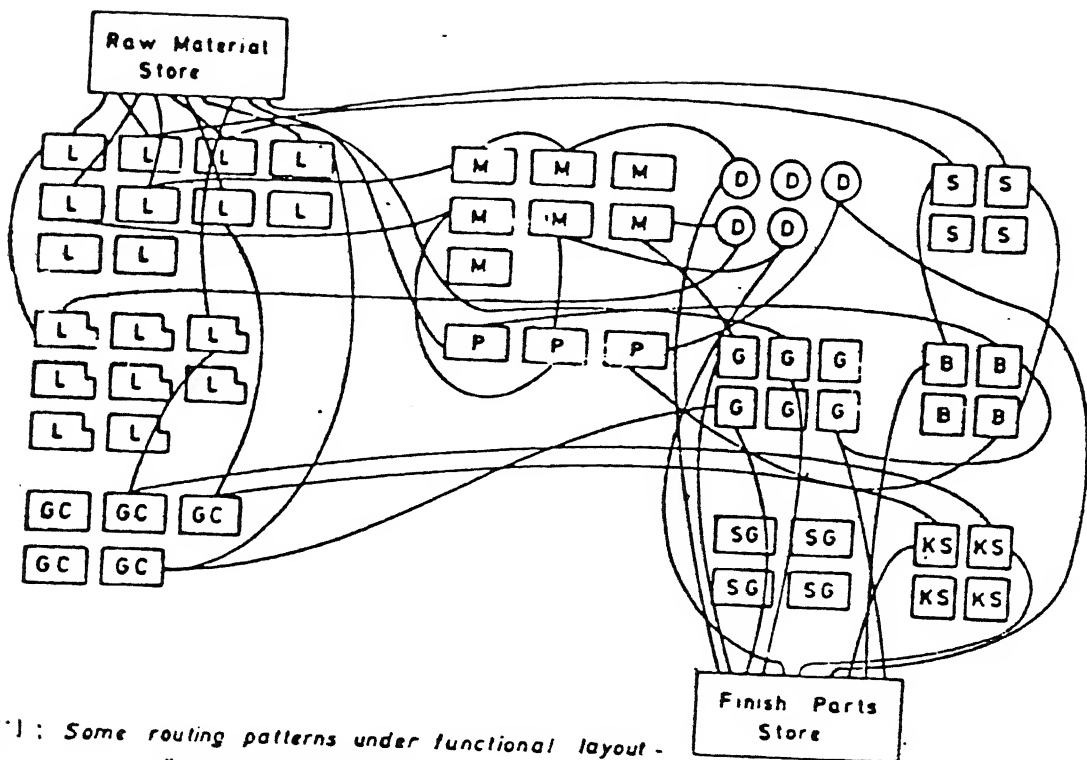 Raw Material
Store
L L L L
M M M
D D D
S S
L L L L
M M M
D D
S S
L L
M
L L L
P P P
G G G
B B
L L L
G G G
B B
L L
GC GC GC
SG SG
KS KS
GC GC
SG SG
KS KS
Finish Parts
Store
: Some routing patterns under functional layout -